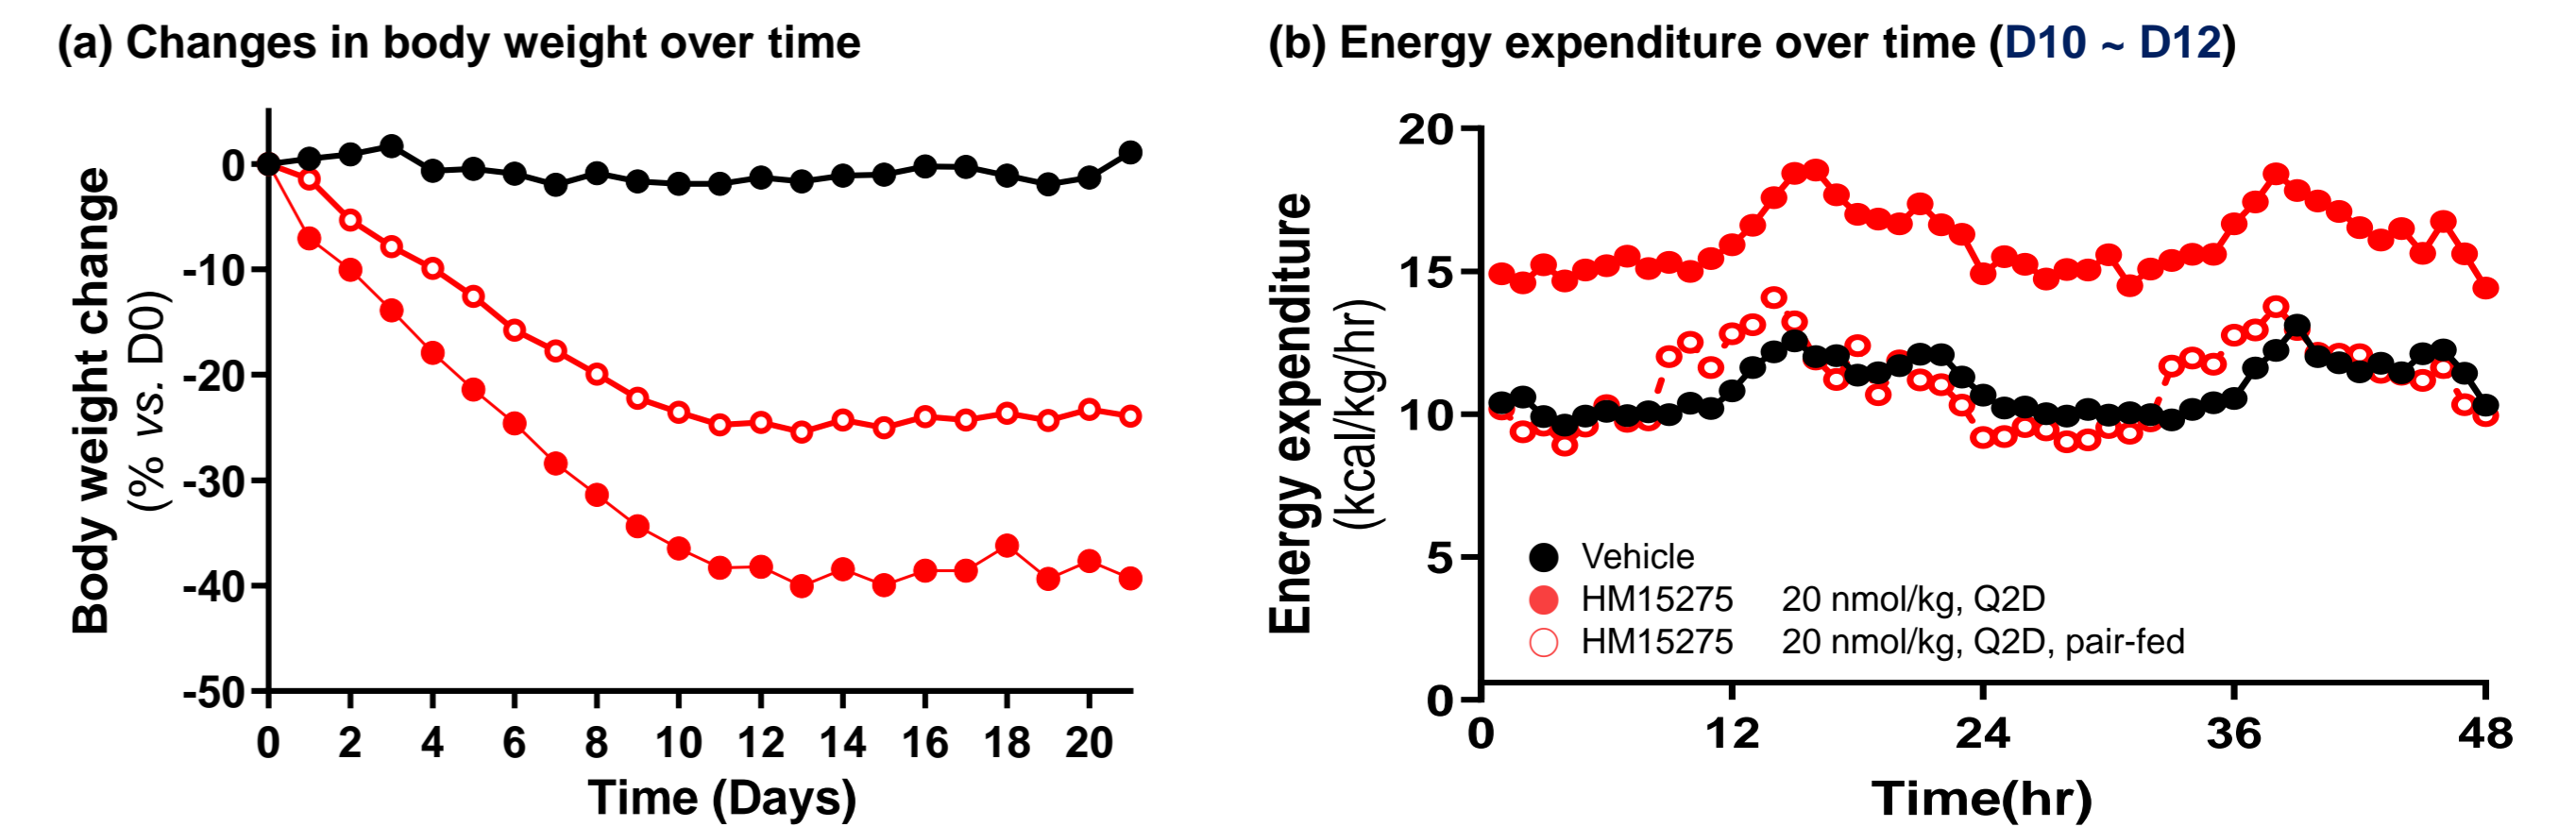 (a) Changes in body weight over time
Body weight change
(% vs. D0)
0
-10
-20
-30
-40
-50
0 2 4 6 8 10 12 14 16 18 20
Time (Days)
(b) Energy expenditure over time (D10 ~ D12)
Energy expenditure
(kcal/kg/hr)
20
15
10
5
0
Vehicle
HM15275 20 nmol/kg, Q2D
HM15275 20 nmol/kg, Q2D, pair-fed
0 12 24 36 48
Time(hr)